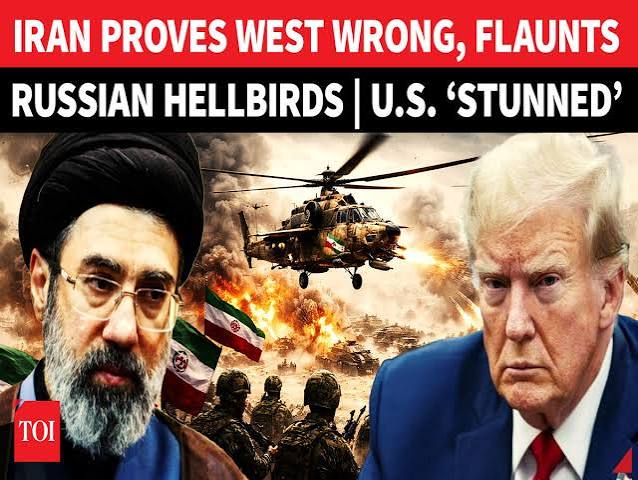 IRAN PROVES WEST WRONG, FLAUNTS
RUSSIAN HELLBIRDS | U.S. ‘STUNNED’
TOI